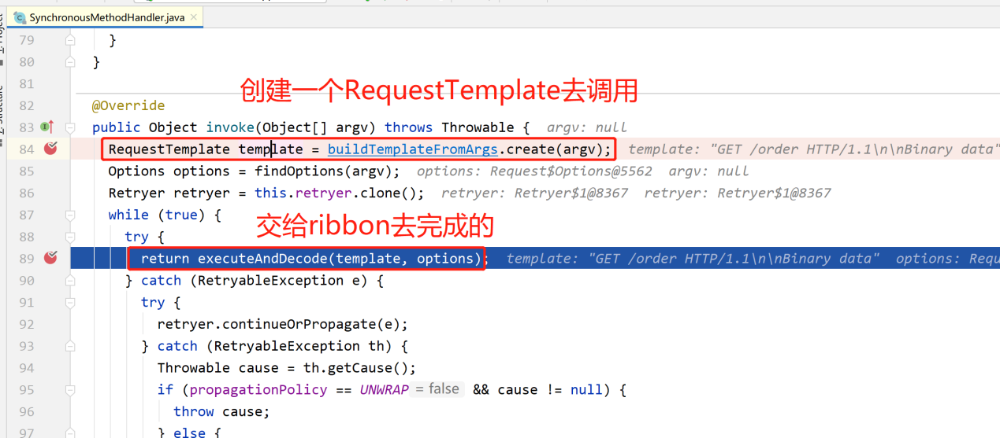 SynchronousMethodHandler.java
79 }
80 }
81
创建一个RequestTemplate去调用
82 @Override
83 public Object invoke(Object[] argv) throws Throwable { argv: null
84 RequestTemplate template = buildTemplateFromArgs.create(argv); template: "GET /order HTTP/1.1\n\nBinary data"
85 Options options = findOptions(argv); options: Request$Options@5562 argv: null
86 Retryer retryer = this.retryer.clone(); retryer: Retryer$1@8367 retryer: Retryer$1@8367
87 while (true) {
交给ribbon去完成的
88 try {
89 return executeAndDecode(template, options); template: "GET /order HTTP/1.1\n\nBinary data" options: Requ
90 } catch (RetryableException e) {
91 try {
92 retryer.continueOrPropagate(e);
93 } catch (RetryableException th) {
94 Throwable cause = th.getCause();
95 if (propagationPolicy == UNWRAP = false && cause != null) {
96 throw cause;
97 } else {